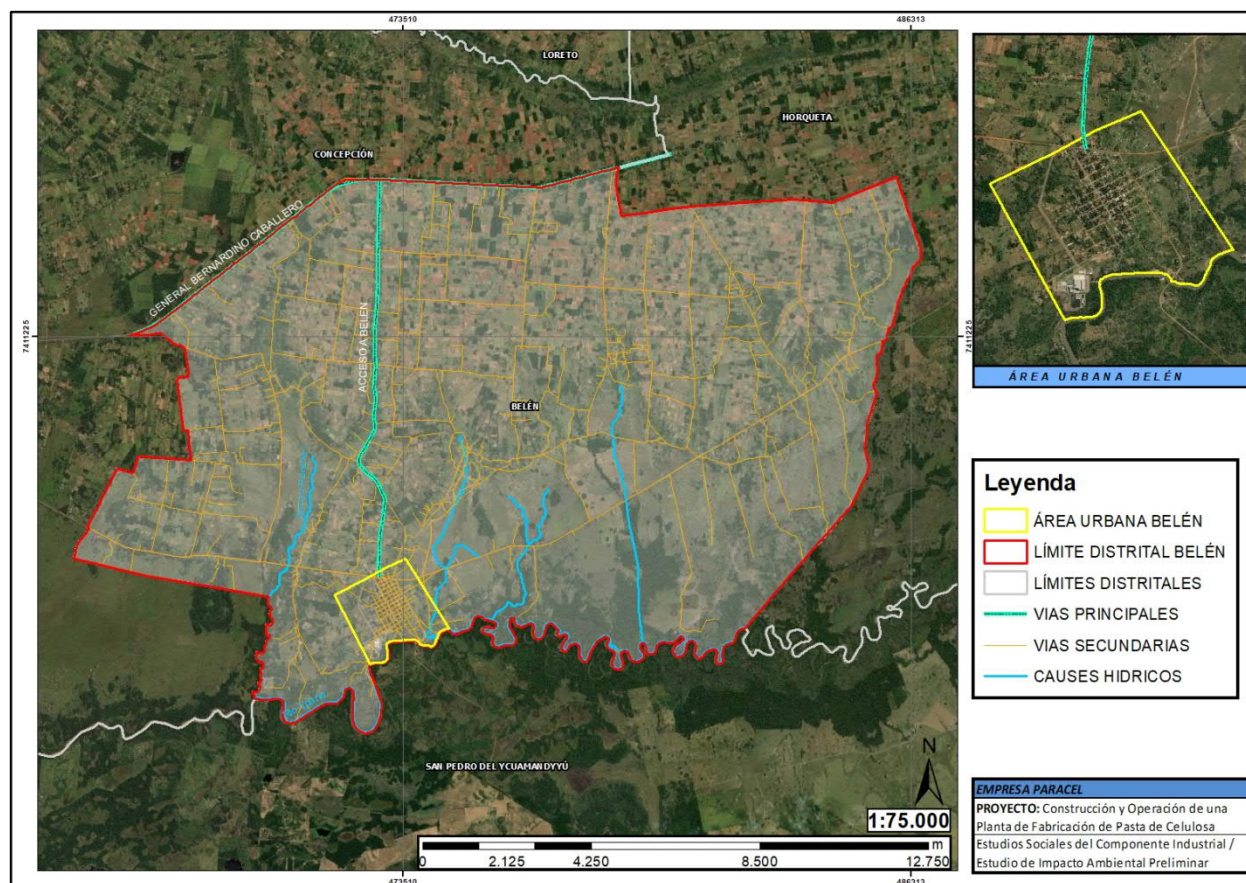 473510
486313
LORETO
HORQUETA
CONCEPCIÓN
GENERAL BERNARDINO CABALLERO
ACCESO A BELEN
7411225
7411225
BELÉN
SAN PEDRO DEL YCUAMANDYYÚ
N
1:75.000
m
0 2.125 4.250 8.500 12.750
473510
486313
ÁREA URBANA BELÉN
Leyenda
ÁREA URBANA BELÉN
LÍMITE DISTRITAL BELÉN
LÍMITES DISTRITALES
VIAS PRINCIPALES
VIAS SECUNDARIAS
CAUSES HIDRICOS
EMPRESA PARACEL
PROYECTO: Construcción y Operación de una
Planta de Fabricación de Pasta de Celulosa
Estudios Sociales del Componente Industrial /
Estudio de Impacto Ambiental Preliminar